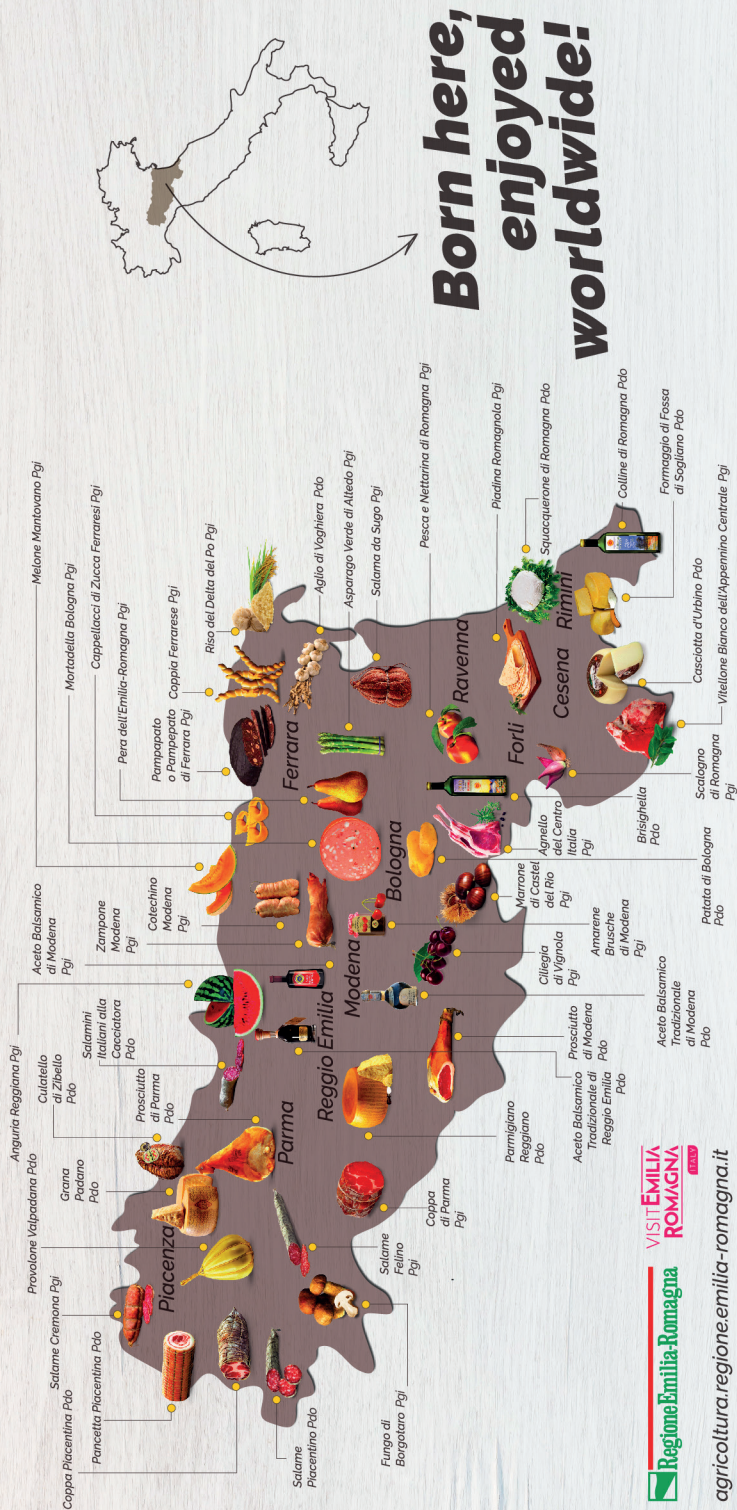 Coppa Piacentina Pdo
Pancetta Piacentina Pdo
Salame Cremona Pgi
Provolone Valpadana Pdo
Grana
Padano
Pdo
Culatello
di Zibello
Pdo
Anguria Reggiana Pgi
Prosciutto
di Parma
Pdo
Salamini
Italiani alla
Cacciatora
Pdo
Aceto Balsamico
di Modena
Pgi
Zampone
Modena
Pgi
Cotechino
Modena
Pgi
Melone Mantovano Pgi
Mortadella Bologna Pgi
Cappellacci di Zucca Ferraresi Pgi
Pera dell'Emilia-Romagna Pgi
Pampapato
o Pampepato
di Ferrara Pgi
Coppia Ferrarese Pgi
Riso del Delta del Po Pgi
Aglio di Voghiera Pdo
Asparago Verde di Altedo Pgi
Salama da Sugo Pgi
Pesca e Nettarina di Romagna Pgi
Piadina Romagnola Pgi
Squacquerone di Romagna Pdo
Colline di Romagna Pdo
Formaggio di Fossa
di Sogliano Pdo
Casciotta d'Urbino Pdo
Vitellone Bianco dell'Appennino Centrale Pgi
Scalogno
di Romagna
Pgi
Brisighella
Pdo
Agnello
del Centro
Italia
Pgi
Patata di Bologna
Pdo
Marrone
di Castel
del Rio
Pgi
Amarene
Brusche
di Modena
Pgi
Ciliegia
di Vignola
Pgi
Aceto Balsamico
Tradizionale
di Modena
Pdo
Prosciutto
di Modena
Pdo
Aceto Balsamico
Tradizionale di
Reggio Emilia
Pdo
Parmigiano
Reggiano
Pdo
Coppa
di Parma
Pgi
Salame
Felino
Pgi
Fungo di
Borgotaro Pgi
Salame
Piacentino Pdo
Piacenza
Parma
Reggio Emilia
Modena
Bologna
Ferrara
Ravenna
Forlì
Cesena
Rimini
Born here,
enjoyed
worldwide!
RegioneEmilia-Romagna
VISITEMILIA
ROMAGNA
ITALY
agricoltura.regione.emilia-romagna.it